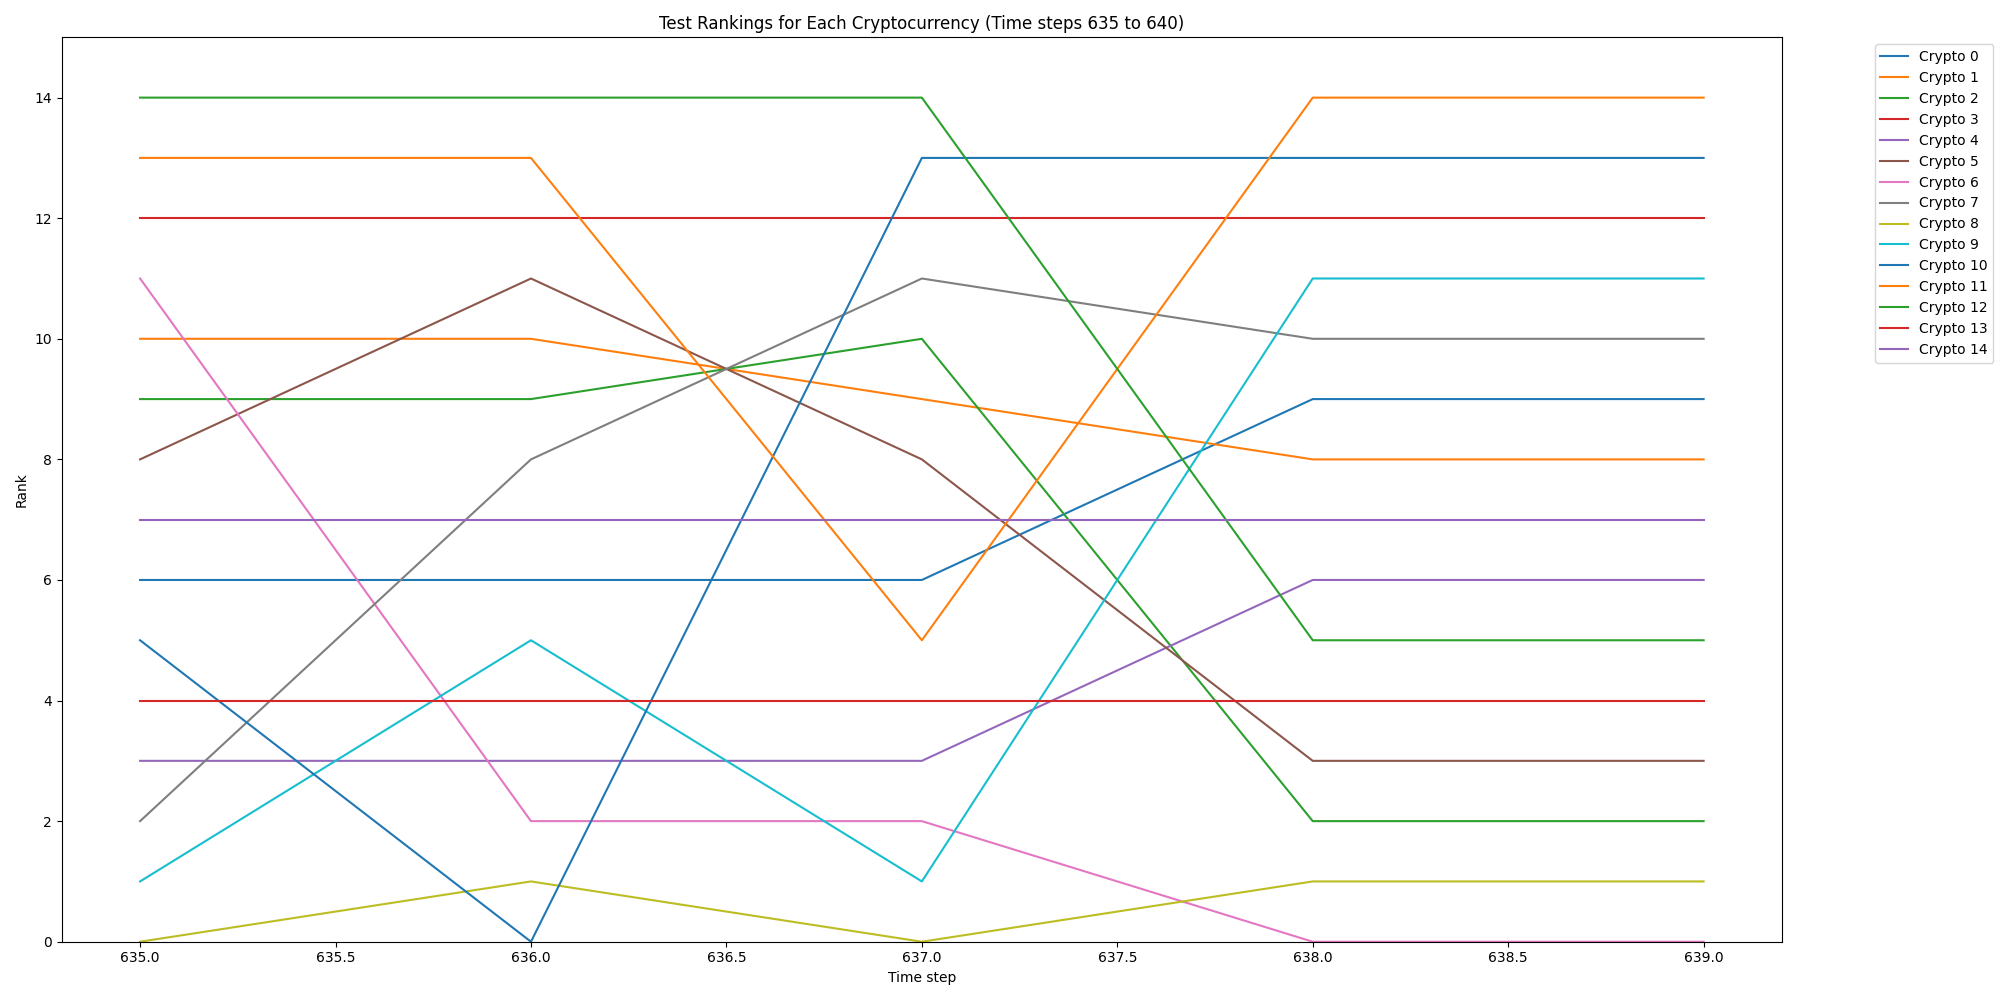 Test Rankings for Each Cryptocurrency (Time steps 635 to 640)
14
12
10
8
6
4
2
0
Rank
635.0 635.5 636.0 636.5 637.0 637.5 638.0 638.5 639.0
Time step
Crypto 0
Crypto 1
Crypto 2
Crypto 3
Crypto 4
Crypto 5
Crypto 6
Crypto 7
Crypto 8
Crypto 9
Crypto 10
Crypto 11
Crypto 12
Crypto 13
Crypto 14